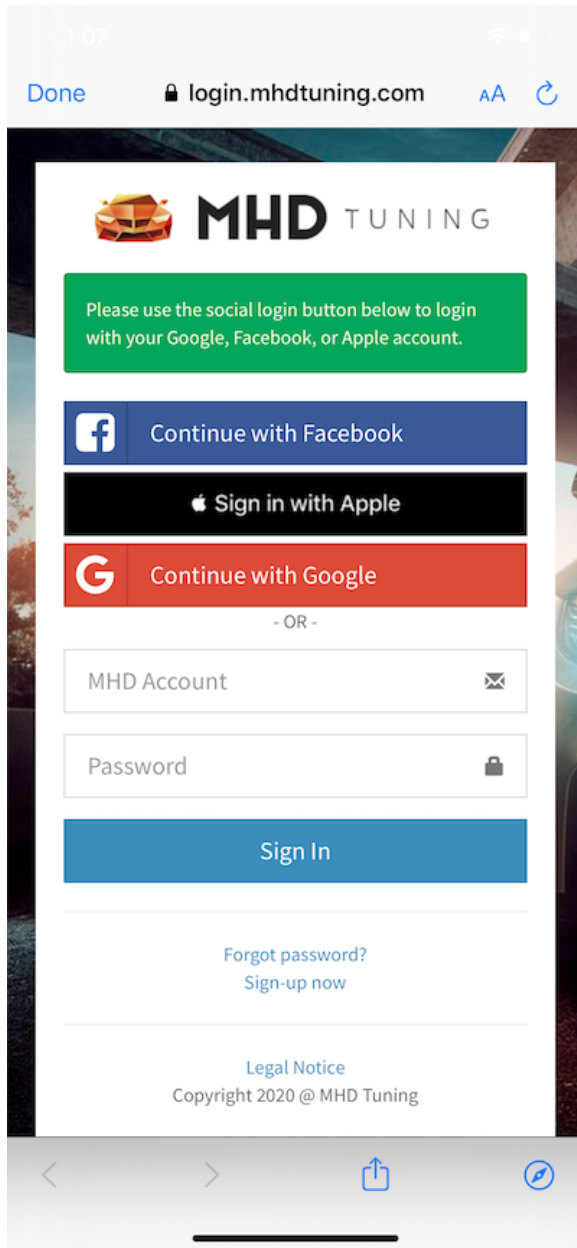 1:07
Done login.mhdtuning.com AA
MHD TUNING
Please use the social login button below to login
with your Google, Facebook, or Apple account.
Continue with Facebook
Sign in with Apple
Continue with Google
- OR -
MHD Account
Password
Sign In
Forgot password?
Sign-up now
Legal Notice
Copyright 2020 @ MHD Tuning